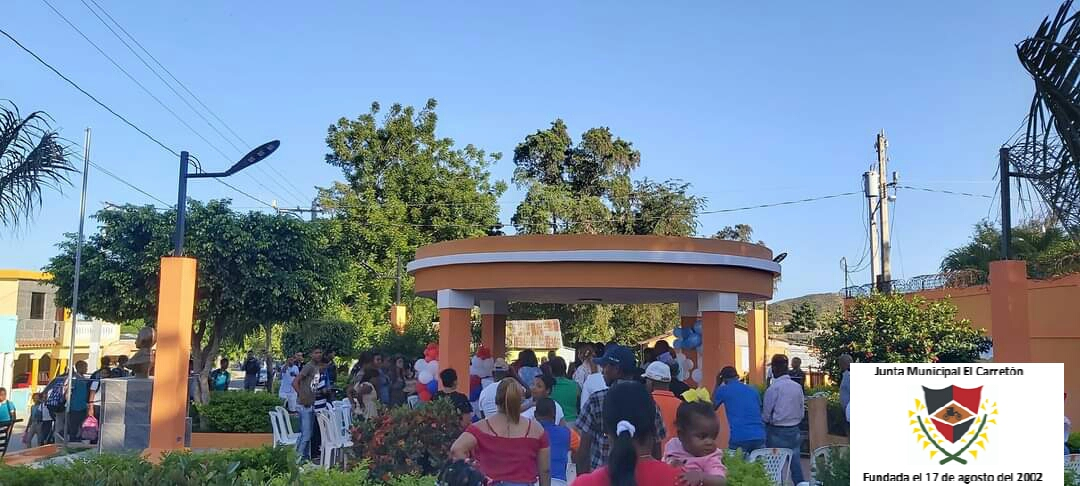 Junta Municipal El Carretón
Fundada el 17 de agosto del 2002